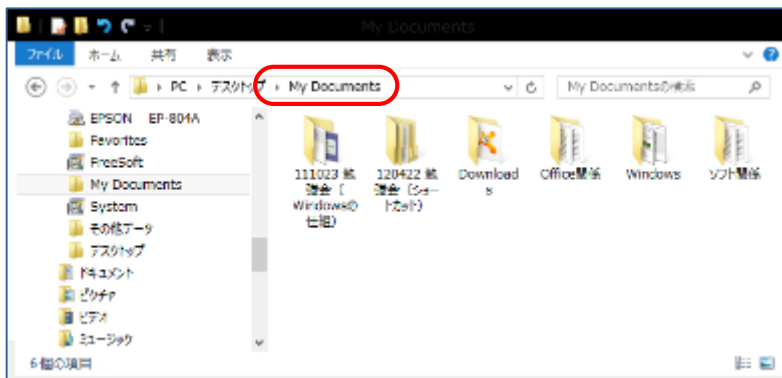 My Documents
ファイル ホーム 共有 表示
PC デスクトップ My Documents My Documentsの検索
EPSON EP-804A
Favorites
FreeSoft
My Documents
System
その他データ
デスクトップ
ドキュメント
ピクチャ
ビデオ
ミュージック
111023 勉
強会（
Windowsの
仕組）
120422 勉
強会（ショー
トカット）
Download
s
Office関係
Windows
ソフト関係
6 個の項目